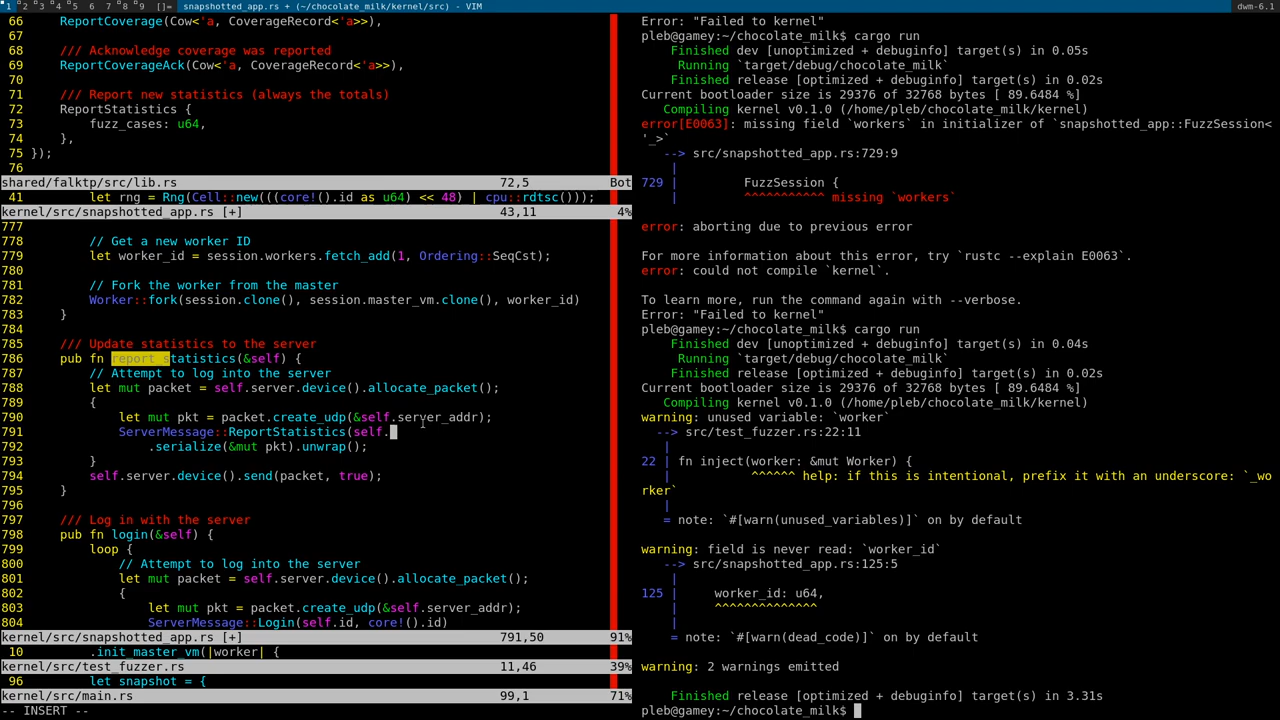 1 2 3 4 5 6 7 8 9 []= snapshotted_app.rs + (~/chocolate_milk/kernel/src) - VIM dwm-6.1
66     ReportCoverage(Cow<'a, CoverageRecord<'a>>),
67
68     /// Acknowledge coverage was reported
69     ReportCoverageAck(Cow<'a, CoverageRecord<'a>>),
70
71     /// Report new statistics (always the totals)
72     ReportStatistics {
73         fuzz_cases: u64,
74     },
75 });
76
shared/falktp/src/lib.rs 72,5 Bot
41         let rng = Rng(Cell::new(((core!().id as u64) << 48) | cpu::rdtsc()));
kernel/src/snapshotted_app.rs [+] 43,11 4%
777
778         // Get a new worker ID
779         let worker_id = session.workers.fetch_add(1, Ordering::SeqCst);
780
781         // Fork the worker from the master
782         Worker::fork(session.clone(), session.master_vm.clone(), worker_id)
783     }
784
785     /// Update statistics to the server
786     pub fn report_statistics(&self) {
787         // Attempt to log into the server
788         let mut packet = self.server.device().allocate_packet();
789         {
790             let mut pkt = packet.create_udp(&self.server_addr);
791             ServerMessage::ReportStatistics(self.
792                 .serialize(&mut pkt).unwrap();
793         }
794         self.server.device().send(packet, true);
795     }
796
797     /// Log in with the server
798     pub fn login(&self) {
799         loop {
800             // Attempt to log into the server
801             let mut packet = self.server.device().allocate_packet();
802             {
803                 let mut pkt = packet.create_udp(&self.server_addr);
804                 ServerMessage::Login(self.id, core!().id)
kernel/src/snapshotted_app.rs [+] 791,50 91%
10         .init_master_vm(|worker| {
kernel/src/test_fuzzer.rs 11,46 39%
96         let snapshot = {
kernel/src/main.rs 99,1 71%
-- INSERT --
Error: "Failed to kernel"
pleb@gamey:~/chocolate_milk$ cargo run
    Finished dev [unoptimized + debuginfo] target(s) in 0.05s
     Running `target/debug/chocolate_milk`
    Finished release [optimized + debuginfo] target(s) in 0.02s
Current bootloader size is 29376 of 32768 bytes [ 89.6484 %]
   Compiling kernel v0.1.0 (/home/pleb/chocolate_milk/kernel)
error[E0063]: missing field `workers` in initializer of `snapshotted_app::FuzzSession<
'_>`
   --> src/snapshotted_app.rs:729:9
    |
729 |         FuzzSession {
    |         ^^^^^^^^^^^ missing `workers`

error: aborting due to previous error

For more information about this error, try `rustc --explain E0063`.
error: could not compile `kernel`.

To learn more, run the command again with --verbose.
Error: "Failed to kernel"
pleb@gamey:~/chocolate_milk$ cargo run
    Finished dev [unoptimized + debuginfo] target(s) in 0.04s
     Running `target/debug/chocolate_milk`
    Finished release [optimized + debuginfo] target(s) in 0.02s
Current bootloader size is 29376 of 32768 bytes [ 89.6484 %]
   Compiling kernel v0.1.0 (/home/pleb/chocolate_milk/kernel)
warning: unused variable: `worker`
  --> src/test_fuzzer.rs:22:11
   |
22 | fn inject(worker: &mut Worker) {
   |           ^^^^^^ help: if this is intentional, prefix it with an underscore: `_wo
rker`
   |
   = note: `#[warn(unused_variables)]` on by default

warning: field is never read: `worker_id`
   --> src/snapshotted_app.rs:125:5
    |
125 |     worker_id: u64,
    |     ^^^^^^^^^^^^^^
    |
    = note: `#[warn(dead_code)]` on by default

warning: 2 warnings emitted

    Finished release [optimized + debuginfo] target(s) in 3.31s
pleb@gamey:~/chocolate_milk$